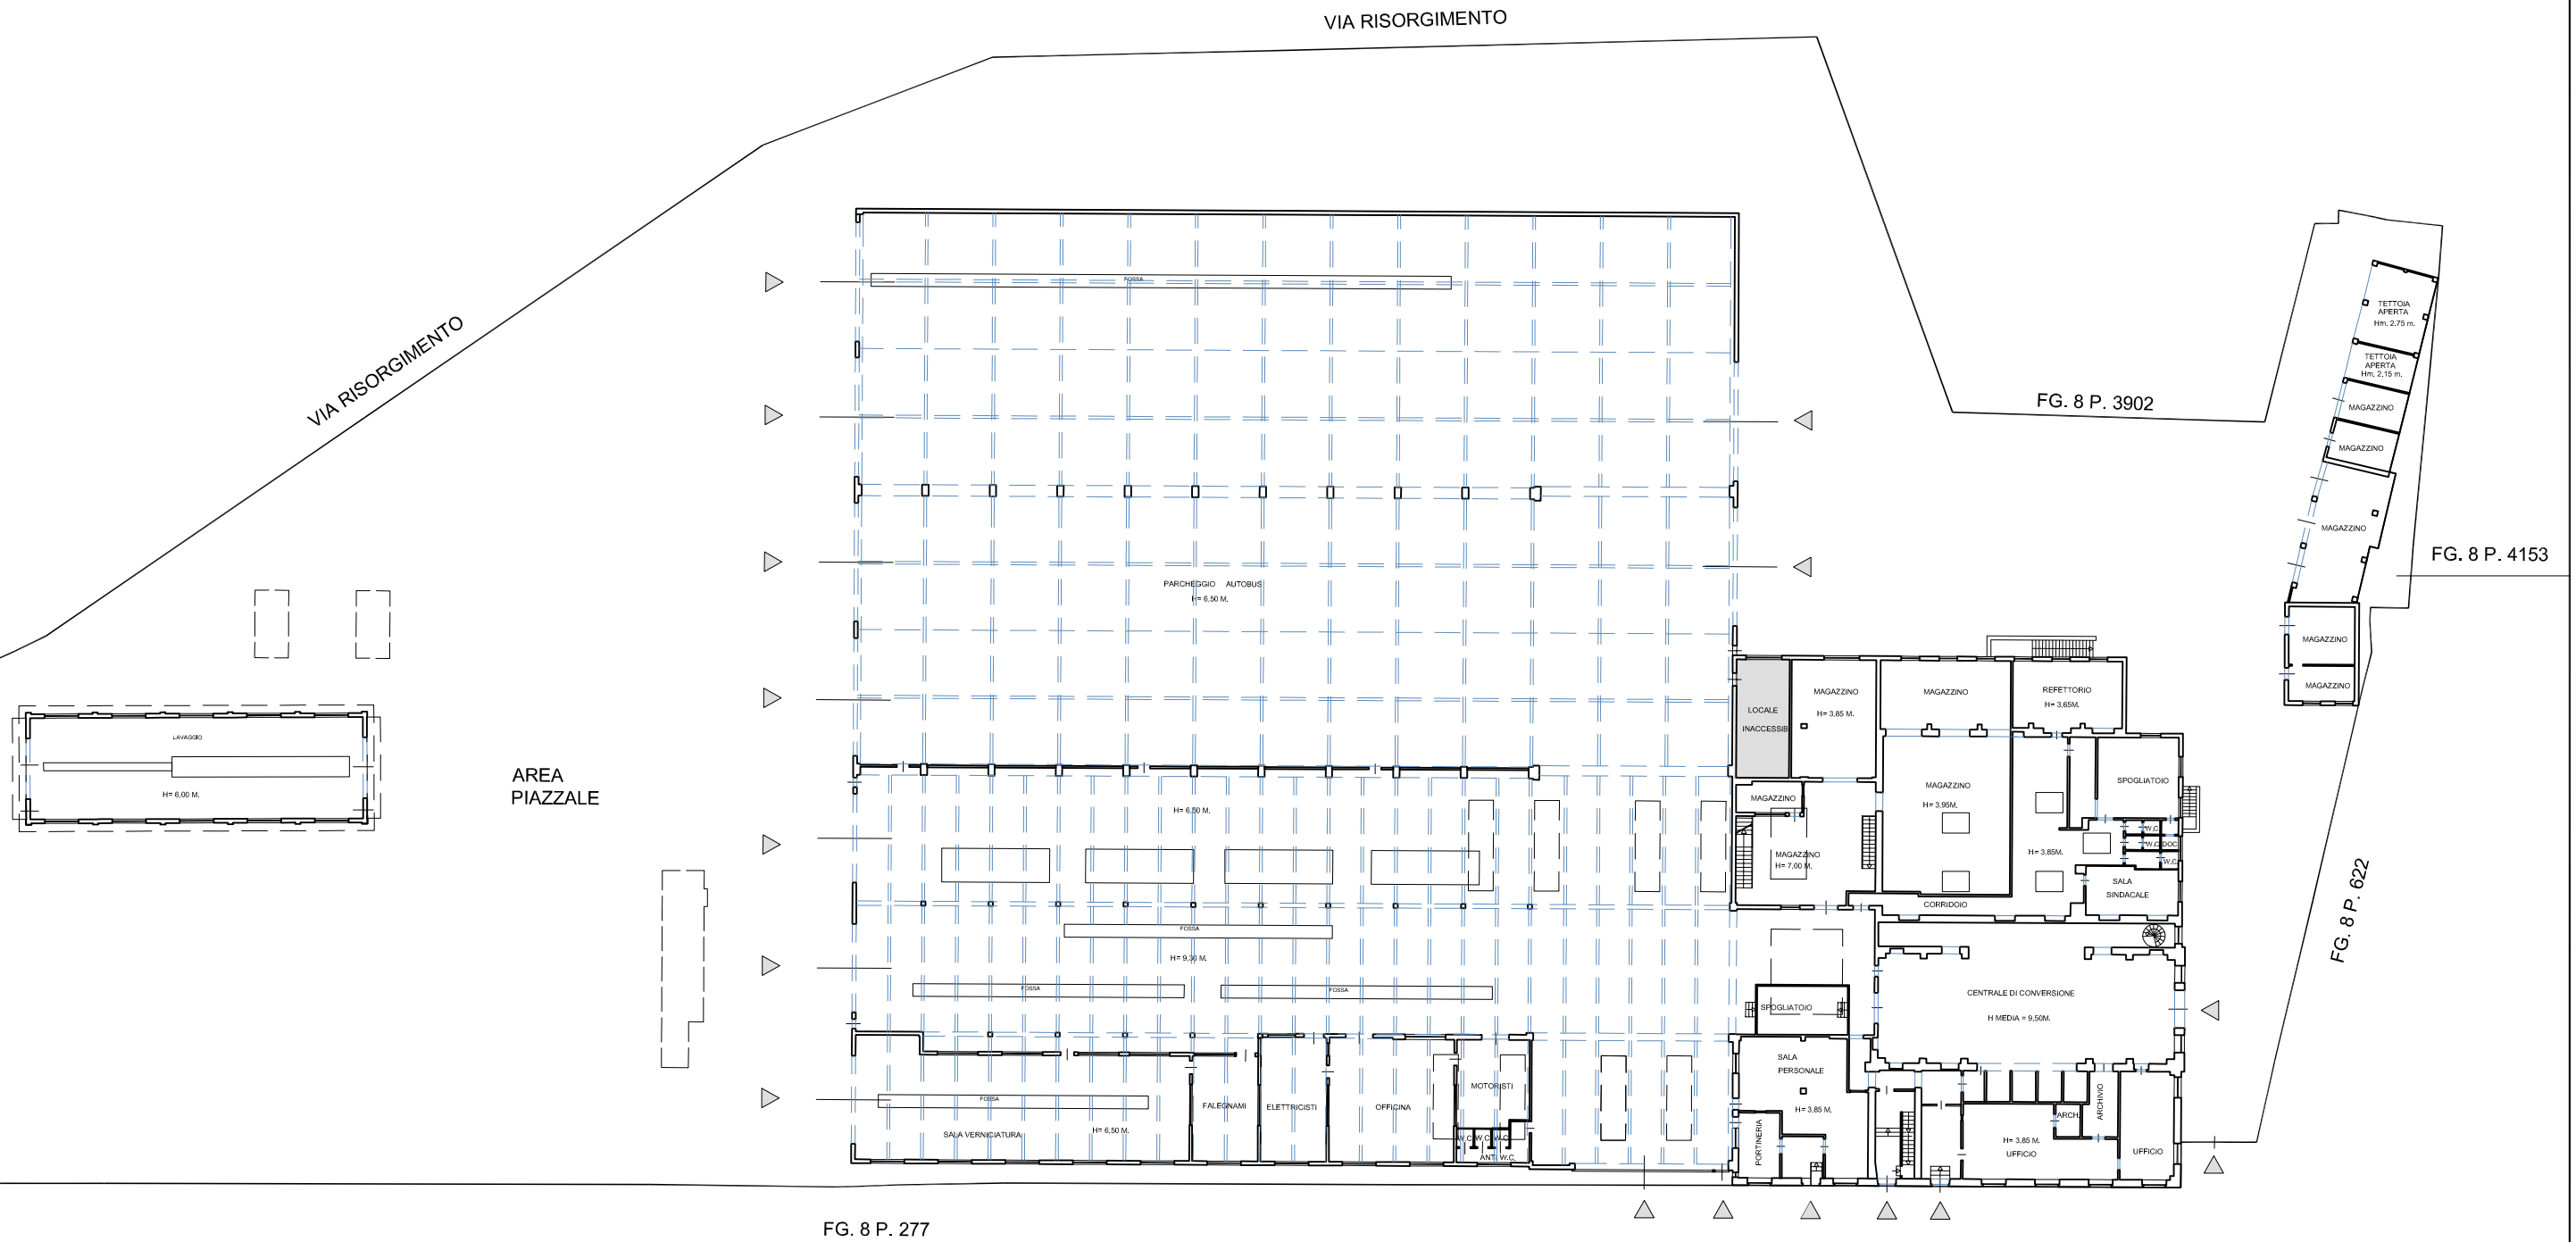 VIA RISORGIMENTO
VIA RISORGIMENTO
FOSSA
TETTOIA
APERTA
Hm. 2.75 m.
TETTOIA
APERTA
Hm. 2,15 m.
FG. 8 P. 3902
MAGAZZINO
MAGAZZINO
MAGAZZINO
FG. 8 P. 4153
PARCHEGGIO AUTOBUS
H= 6,50 M.
MAGAZZINO
MAGAZZINO
LOCALE
INACCESSIB
MAGAZZINO
H= 3,85 M.
MAGAZZINO
REFETTORIO
H= 3,65M.
LAVAGGIO
H= 6,00 M.
AREA
PIAZZALE
H= 6,50 M.
MAGAZZINO
MAGAZZINO
H= 7,00 M.
MAGAZZINO
H= 3,95M.
SPOGLIATOIO
W.C.
W.C.
DOC.
W.C.
H= 3,85M.
SALA
SINDACALE
CORRIDOIO
FG. 8 P. 622
FOSSA
H= 9,30 M.
FOSSA
FOSSA
SPOGLIATOIO
CENTRALE DI CONVERSIONE
H MEDIA = 9,50M.
FOSSA
SALA VERNICIATURA
H= 6,50 M.
FALEGNAMI
ELETTRICISTI
OFFICINA
MOTORISTI
W.C.
W.C.
W.C.
ANTI W.C.
SALA
PERSONALE
H= 3.85 M.
PORTINERIA
ARCH.
ARCHIVIO
H= 3.85 M.
UFFICIO
UFFICIO
FG. 8 P. 277